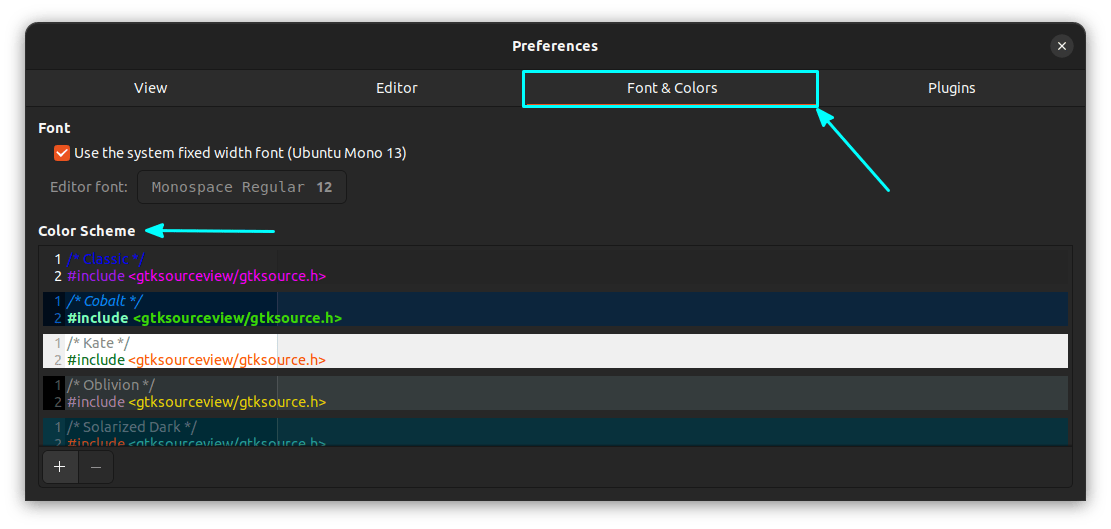 Preferences
View Editor Font & Colors Plugins
Font
Use the system fixed width font (Ubuntu Mono 13)
Editor font: Monospace Regular 12
Color Scheme
1 /* Classic */
2 #include <gtksourceview/gtksource.h>
1 /* Cobalt */
2 #include <gtksourceview/gtksource.h>
1 /* Kate */
2 #include <gtksourceview/gtksource.h>
1 /* Oblivion */
2 #include <gtksourceview/gtksource.h>
1 /* Solarized Dark */
2 #include <gtksourceview/gtksource.h>